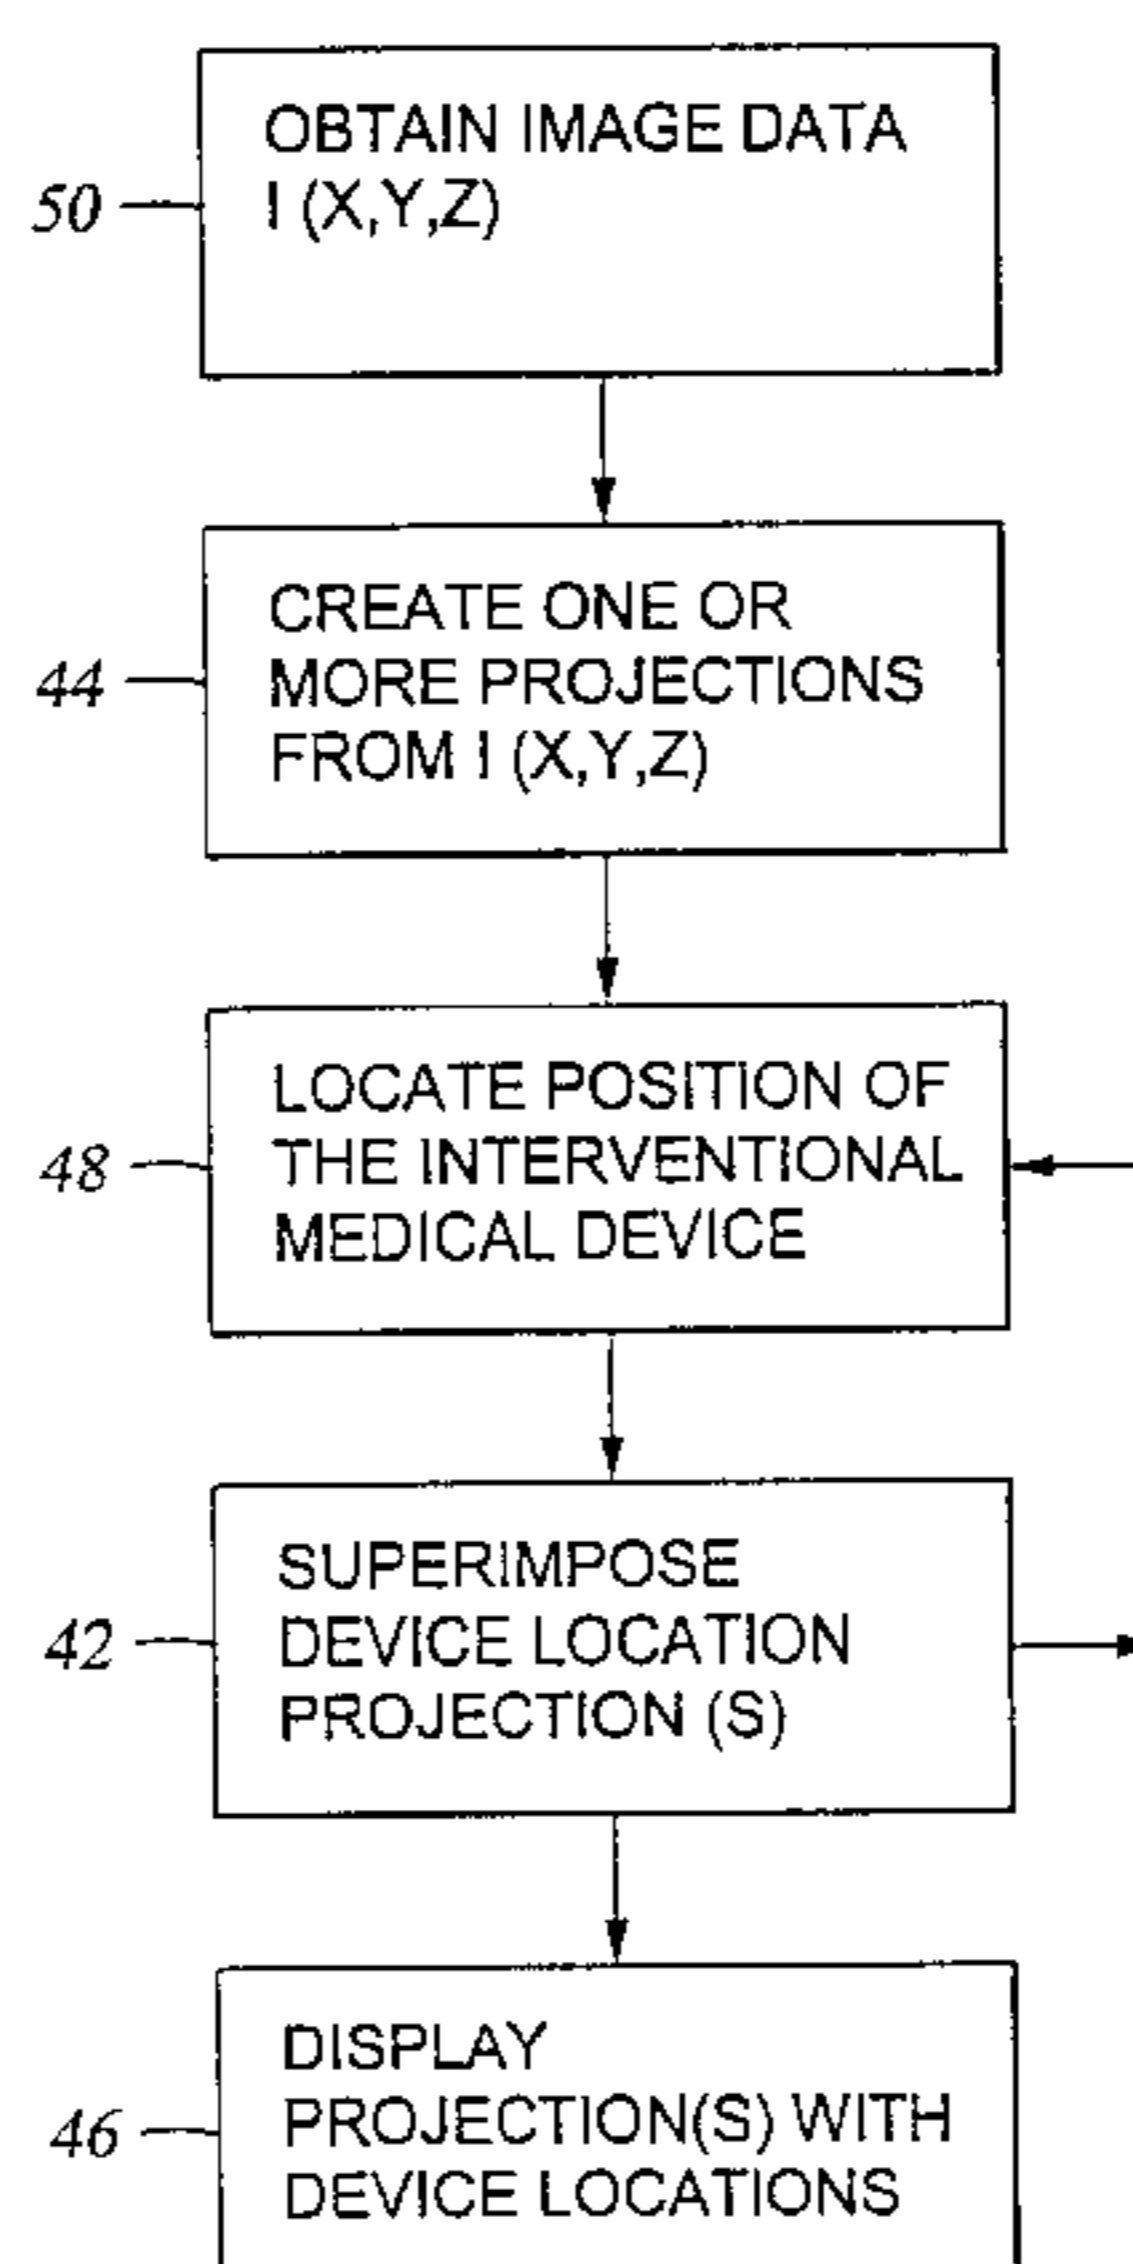 OBTAIN IMAGE DATA
50
I (X,Y,Z)
CREATE ONE OR
44
MORE PROJECTIONS
FROM I (X,Y,Z)
LOCATE POSITION OF
48
THE INTERVENTIONAL
MEDICAL DEVICE
SUPERIMPOSE
42
DEVICE LOCATION
PROJECTION (S)
DISPLAY
46
PROJECTION(S) WITH
DEVICE LOCATIONS